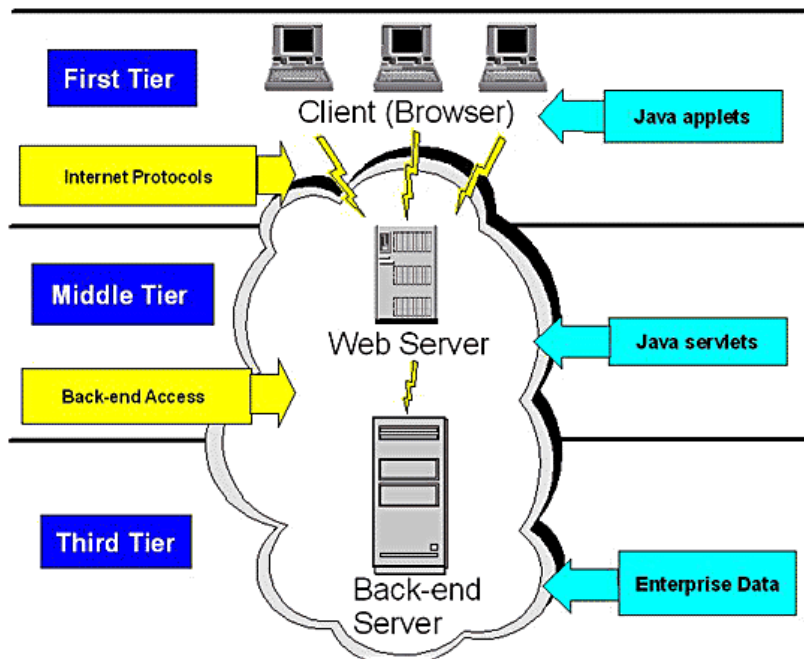 First Tier
Client (Browser)
Java applets
Internet Protocols
Middle Tier
Web Server
Java servlets
Back-end Access
Third Tier
Back-end
Server
Enterprise Data